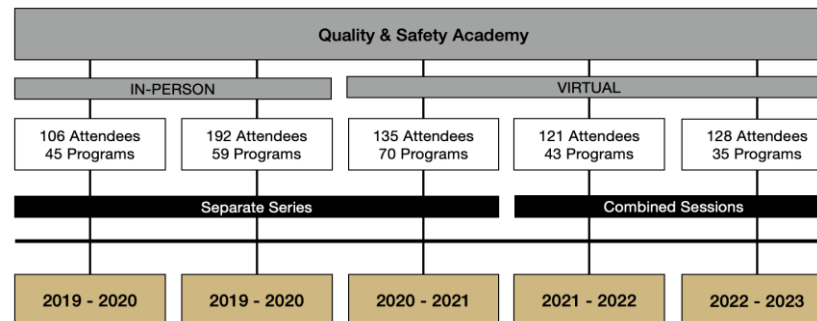 Quality & Safety Academy
IN-PERSON
VIRTUAL
106 Attendees
45 Programs
192 Attendees
59 Programs
135 Attendees
70 Programs
121 Attendees
43 Programs
128 Attendees
35 Programs
Separate Series
Combined Sessions
2019 - 2020
2019 - 2020
2020 - 2021
2021 - 2022
2022 - 2023